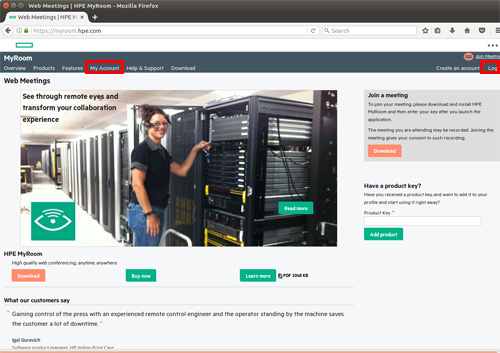 Web Meetings | HPE MyRoom - Mozilla Firefox
Web Meetings | HPE M...
https://myroom.hpe.com
Search
MyRoom
Join Meeting
Overview Products Features My Account Help & Support Download
Create an account Log
Web Meetings
See through remote eyes and
transform your collaboration
experience
Read more
HPE MyRoom
High quality web conferencing, anytime, anywhere.
Download
Buy now
Learn more
PDF 1048 KB
What our customers say
" Gaining control of the press with an experienced remote control engineer and the operator standing by the machine saves
the customer a lot of downtime. "
Igal Gurevich
Software product manager, HP Indigo Print Care
Join a meeting
To join your meeting, please download and install HPE
MyRoom and then enter your key after you launch the
application.
The meeting you are attending may be recorded. Joining the
meeting gives your consent to such recording.
Download
Have a product key?
Have you received a product key and want to add it to your
profile and start using it right away?
Product Key *
Add product